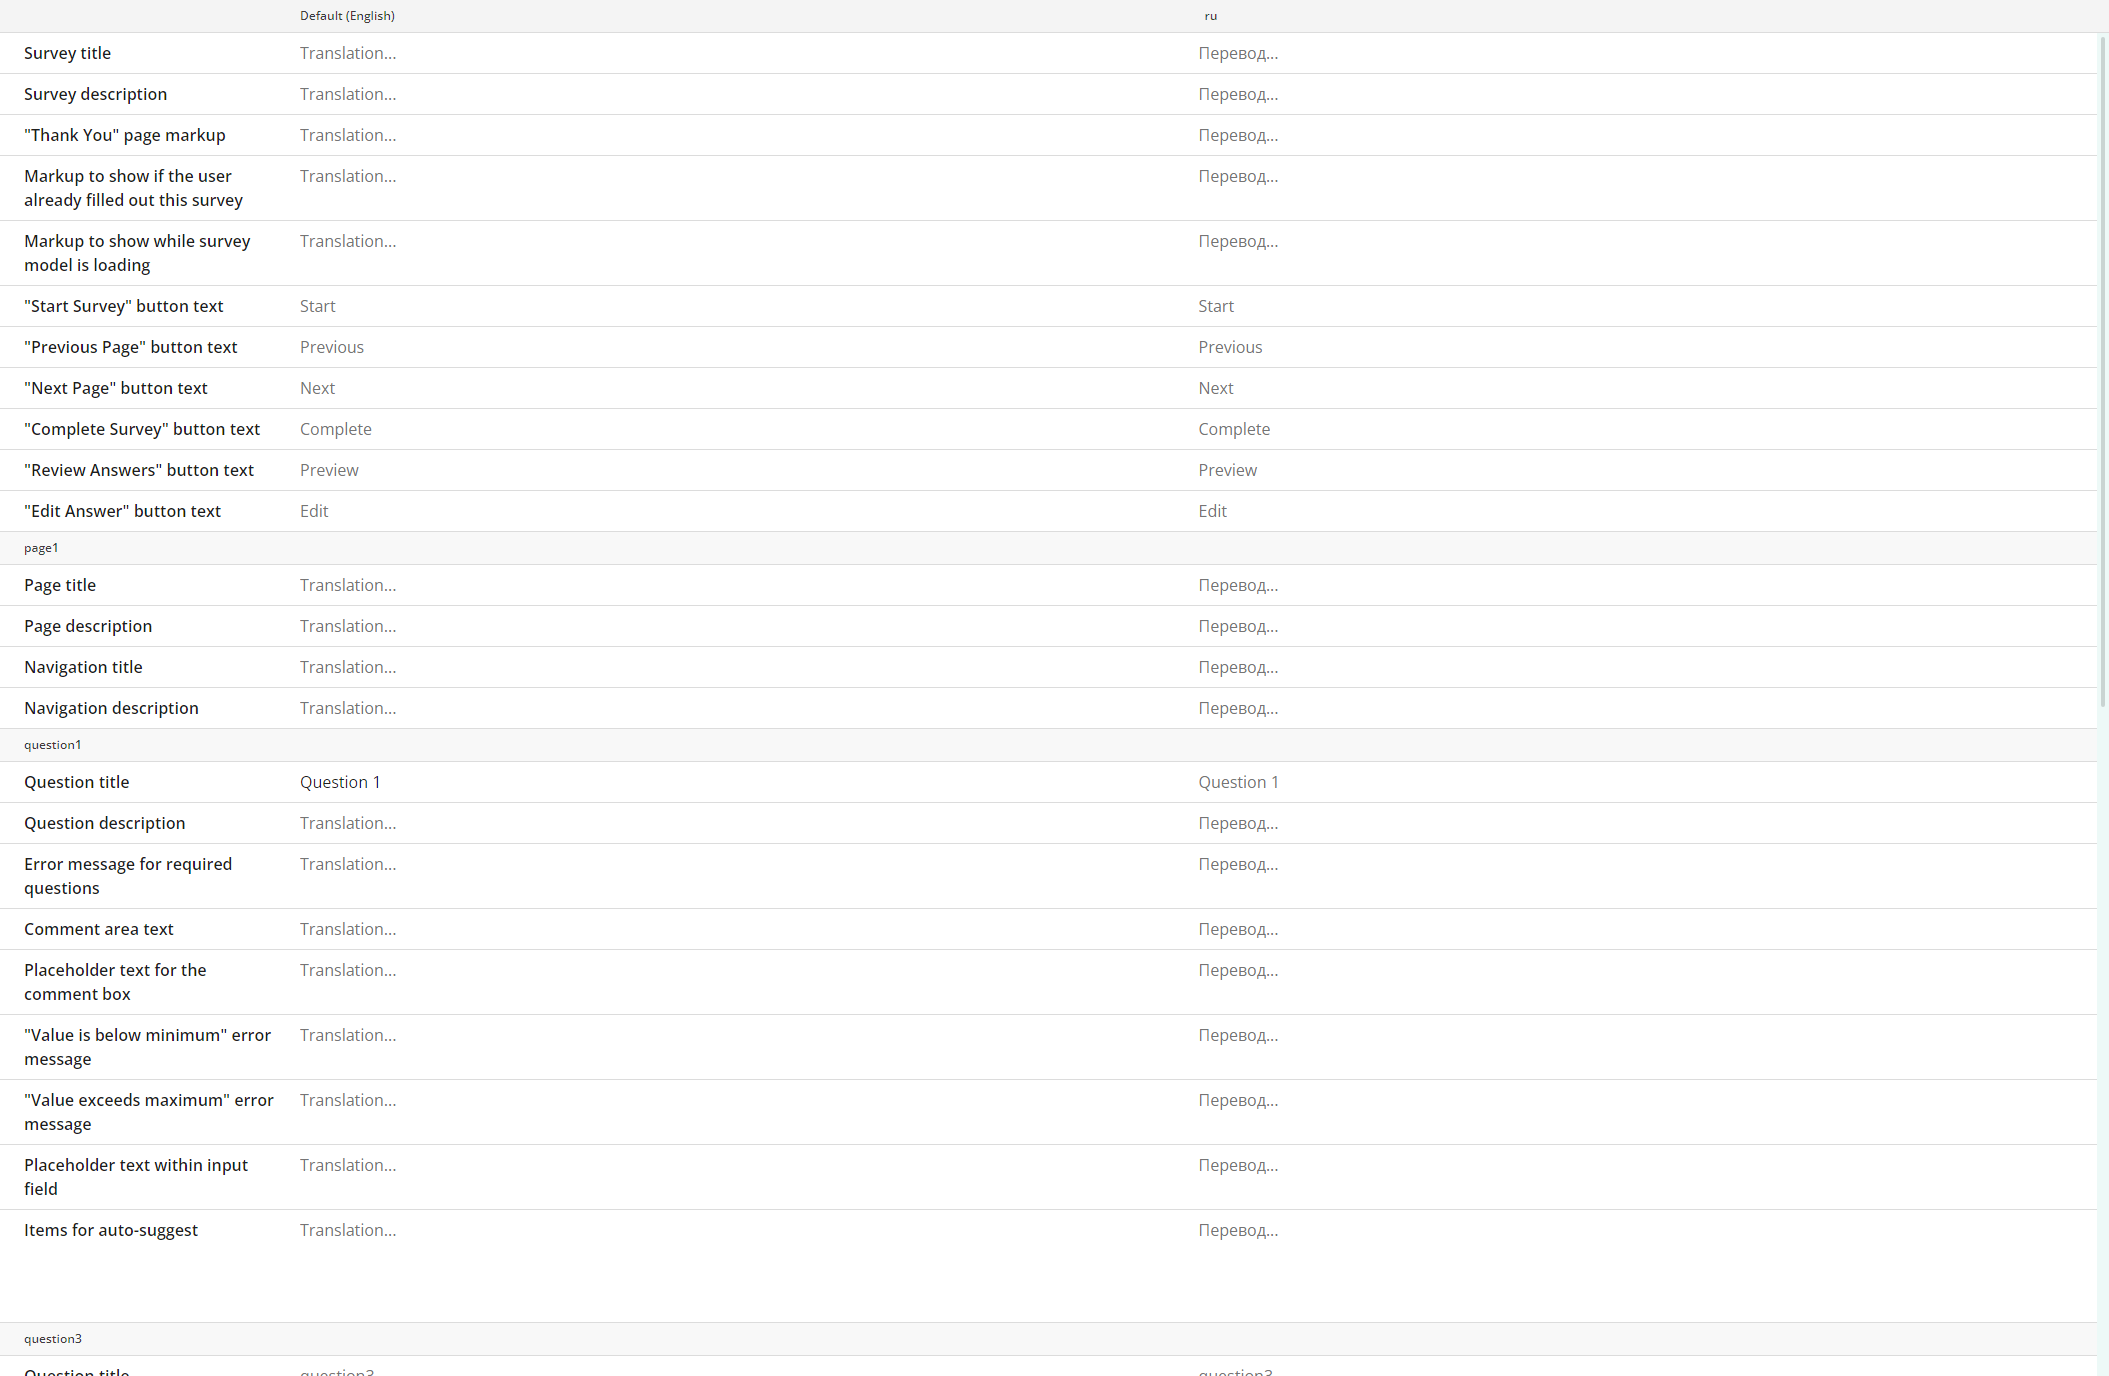 Default (English) ru
Survey title Translation... Перевод...
Survey description Translation... Перевод...
"Thank You" page markup Translation... Перевод...
Markup to show if the user Translation... Перевод...
already filled out this survey
Markup to show while survey Translation... Перевод...
model is loading
"Start Survey" button text Start Start
"Previous Page" button text Previous Previous
"Next Page" button text Next Next
"Complete Survey" button text Complete Complete
"Review Answers" button text Preview Preview
"Edit Answer" button text Edit Edit
page1
Page title Translation... Перевод...
Page description Translation... Перевод...
Navigation title Translation... Перевод...
Navigation description Translation... Перевод...
question1
Question title Question 1 Question 1
Question description Translation... Перевод...
Error message for required Translation... Перевод...
questions
Comment area text Translation... Перевод...
Placeholder text for the Translation... Перевод...
comment box
"Value is below minimum" error Translation... Перевод...
message
"Value exceeds maximum" error Translation... Перевод...
message
Placeholder text within input Translation... Перевод...
field
Items for auto-suggest Translation... Перевод...
question3
Question title question3 question3